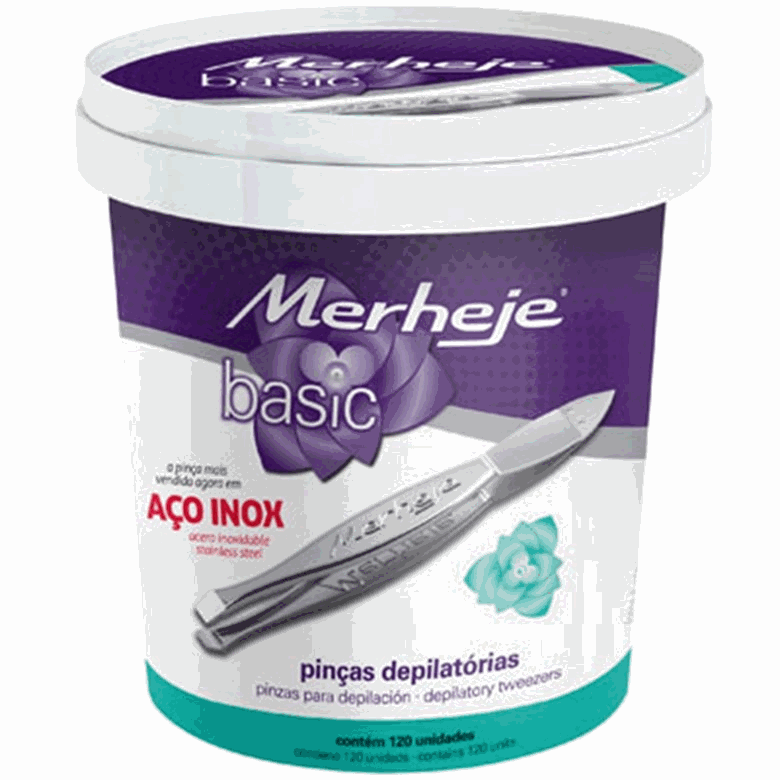 Merheje
basic
Merheje®
basic
a pinça mais
vendida agora em
AÇO INOX
acero inoxidable
stainless steel
Merheje
pinças depilatórias
pinzas para depilación - depilatory tweezers
contém 120 unidades
contiene 120 unidads - contains 120 units